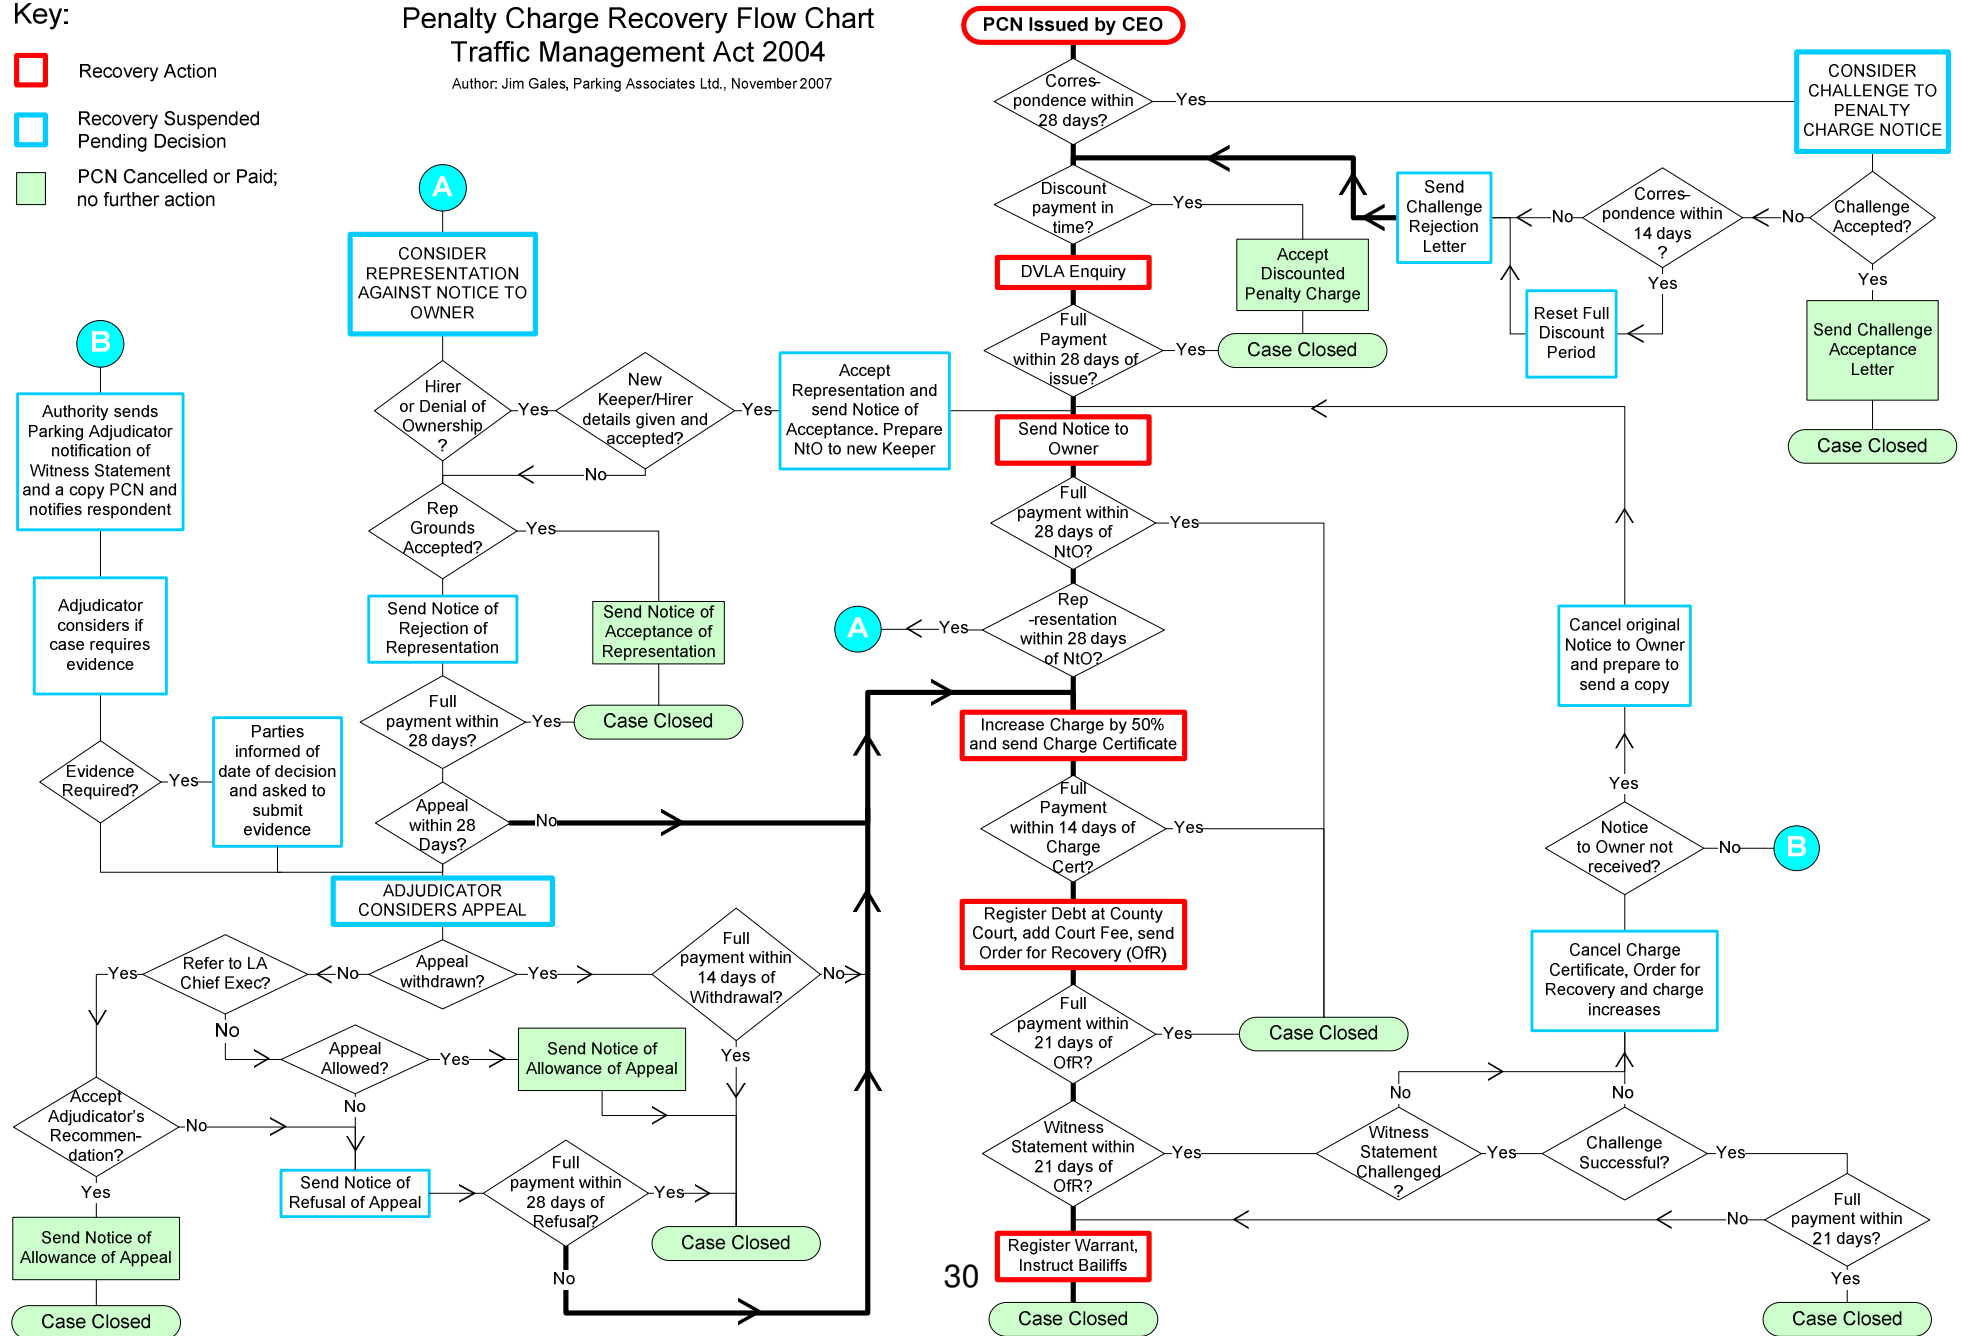 Key:
Recovery Action
Recovery Suspended
Pending Decision
PCN Cancelled or Paid;
no further action
Penalty Charge Recovery Flow Chart
Traffic Management Act 2004
Author: Jim Gales, Parking Associates Ltd., November 2007
PCN Issued by CEO
Corres-
pondence within
28 days?
Yes
CONSIDER
CHALLENGE TO
PENALTY
CHARGE NOTICE
Discount
payment in
time?
Yes
Send
Challenge
Rejection
Letter
No
Corres-
pondence within
14 days
?
No
Challenge
Accepted?
Yes
Yes
Reset Full
Discount
Period
Send Challenge
Acceptance
Letter
Case Closed
Accept
Discounted
Penalty Charge
Case Closed
DVLA Enquiry
Full
Payment
within 28 days of
issue?
Yes
Send Notice to
Owner
Full
payment within
28 days of
NtO?
Yes
Rep
-resentation
within 28 days
of NtO?
Yes
A
Increase Charge by 50%
and send Charge Certificate
Full
Payment
within 14 days of
Charge
Cert?
Yes
Register Debt at County
Court, add Court Fee, send
Order for Recovery (OfR)
Full
payment within
21 days of
OfR?
Yes
Case Closed
Witness
Statement within
21 days of
OfR?
Yes
Witness
Statement
Challenged
?
No
Yes
Challenge
Successful?
No
Yes
Full
payment within
21 days?
No
Yes
Case Closed
Register Warrant,
Instruct Bailiffs
Case Closed
30
Cancel Charge
Certificate, Order for
Recovery and charge
increases
Notice
to Owner not
received?
No
B
Yes
Cancel original
Notice to Owner
and prepare to
send a copy
A
CONSIDER
REPRESENTATION
AGAINST NOTICE TO
OWNER
Hirer
or Denial of
Ownership
?
Yes
New
Keeper/Hirer
details given and
accepted?
Yes
Accept
Representation and
send Notice of
Acceptance. Prepare
NtO to new Keeper
No
Rep
Grounds
Accepted?
Yes
Send Notice of
Rejection of
Representation
Send Notice of
Acceptance of
Representation
Full
payment within
28 days?
Yes
Case Closed
Appeal
within 28
Days?
No
B
Authority sends
Parking Adjudicator
notification of
Witness Statement
and a copy PCN and
notifies respondent
Adjudicator
considers if
case requires
evidence
Evidence
Required?
Yes
Parties
informed of
date of decision
and asked to
submit
evidence
ADJUDICATOR
CONSIDERS APPEAL
Appeal
withdrawn?
No
Yes
Full
payment within
14 days of
Withdrawal?
No
Yes
Refer to LA
Chief Exec?
Yes
No
Appeal
Allowed?
Yes
Send Notice of
Allowance of Appeal
No
Accept
Adjudicator's
Recommen-
dation?
No
Yes
Send Notice of
Refusal of Appeal
Full
payment within
28 days of
Refusal?
Yes
No
Case Closed
Send Notice of
Allowance of Appeal
Case Closed